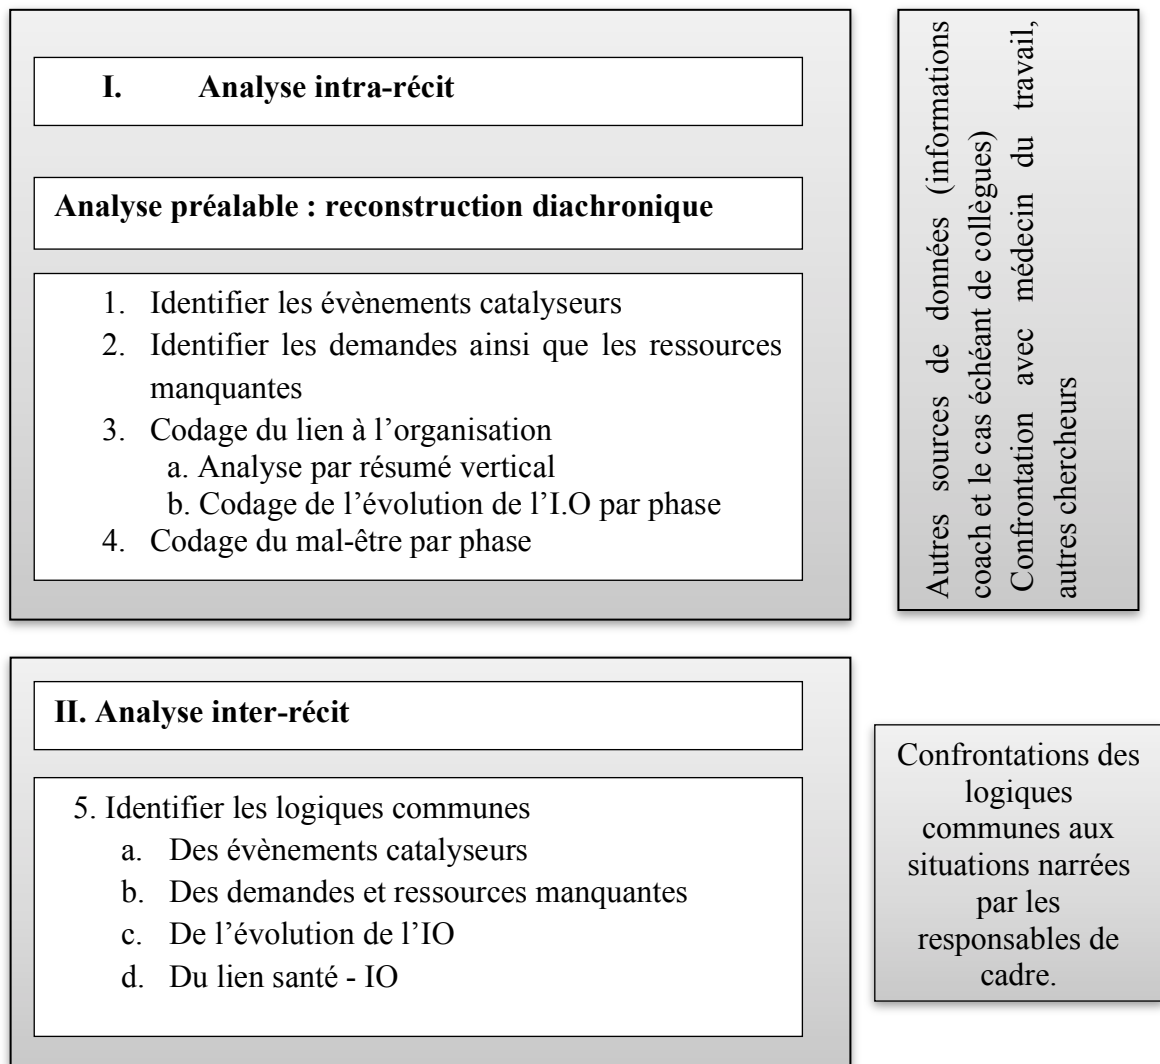 I. Analyse intra-récit
Analyse préalable : reconstruction diachronique
1. Identifier les évènements catalyseurs
2. Identifier les demandes ainsi que les ressources
manquantes
3. Codage du lien à l’organisation
a. Analyse par résumé vertical
b. Codage de l’évolution de l’I.O par phase
4. Codage du mal-être par phase
Autres sources de données (informations
coach et le cas échéant de collègues)
Confrontation avec médecin du travail,
autres chercheurs
II. Analyse inter-récit
5. Identifier les logiques communes
a. Des évènements catalyseurs
b. Des demandes et ressources manquantes
c. De l’évolution de l’IO
d. Du lien santé - IO
Confrontations des
logiques
communes aux
situations narrées
par les
responsables de
cadre.